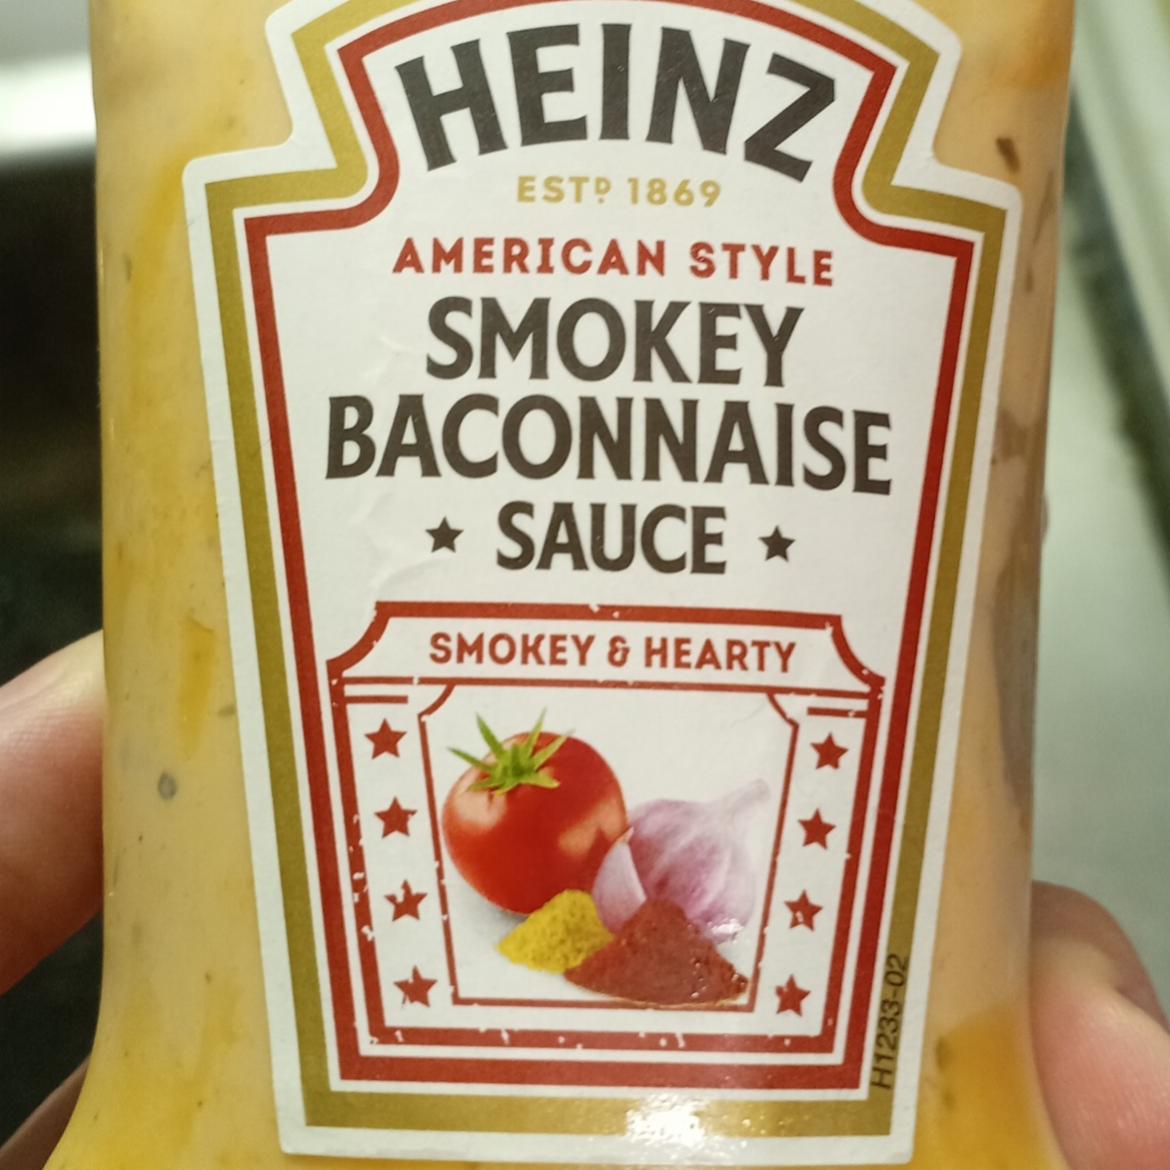 HEINZ
ESTD 1869
AMERICAN STYLE
SMOKEY
BACONNAISE
★ SAUCE ★
SMOKEY & HEARTY
H1233-02